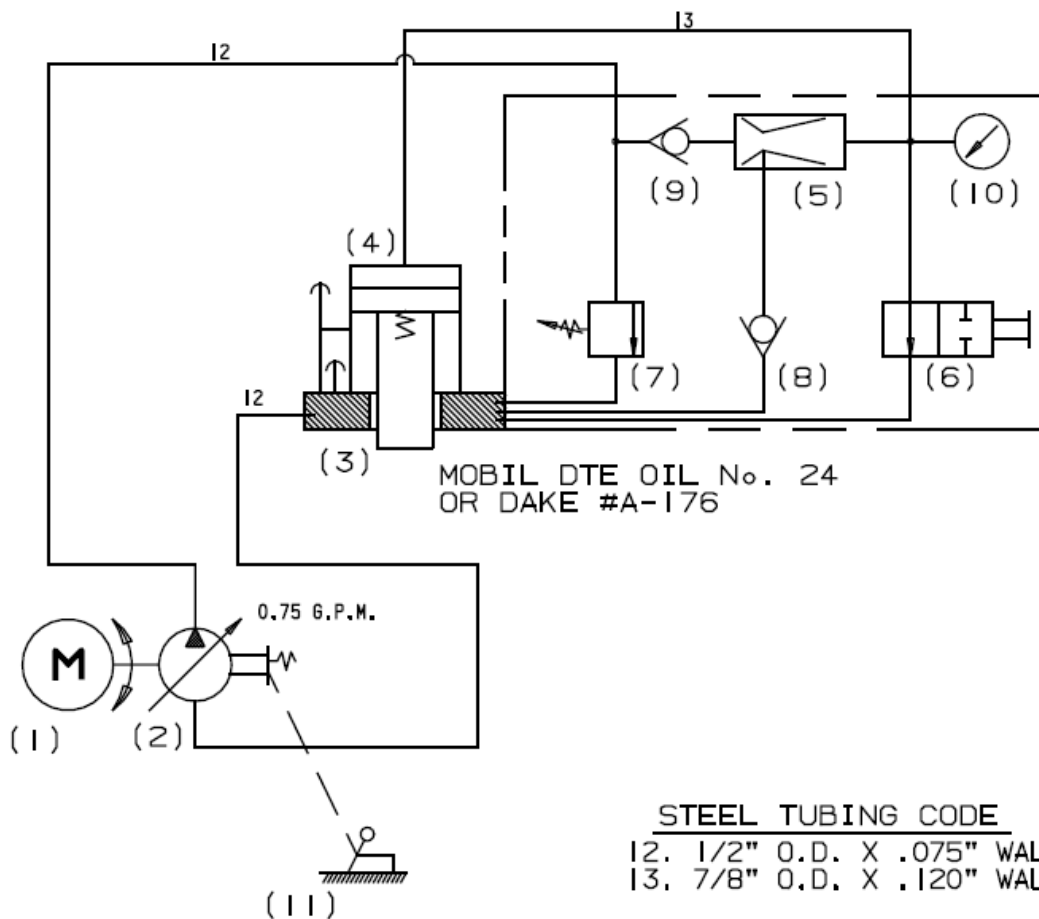 13
12
(9)
(5)
(10)
(4)
(7)
(8)
(6)
12
(3)
MOBIL DTE OIL No. 24
OR DAKE #A-176
0.75 G.P.M.
M
(1)
(2)
STEEL TUBING CODE
12. 1/2" O.D. X .075" WAL
13. 7/8" O.D. X .120" WAL
(11)